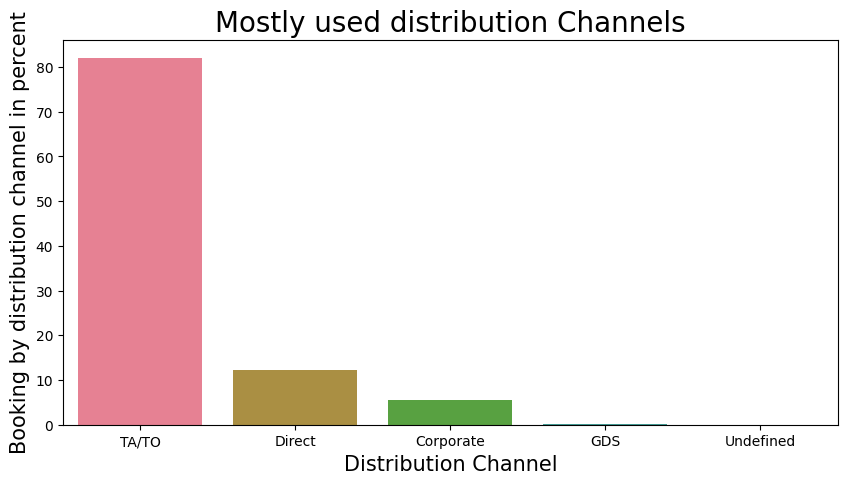 Mostly used distribution Channels
Booking by distribution channel in percent
80
70
60
50
40
30
20
10
0
TA/TO
Direct
Corporate
GDS
Undefined
Distribution Channel